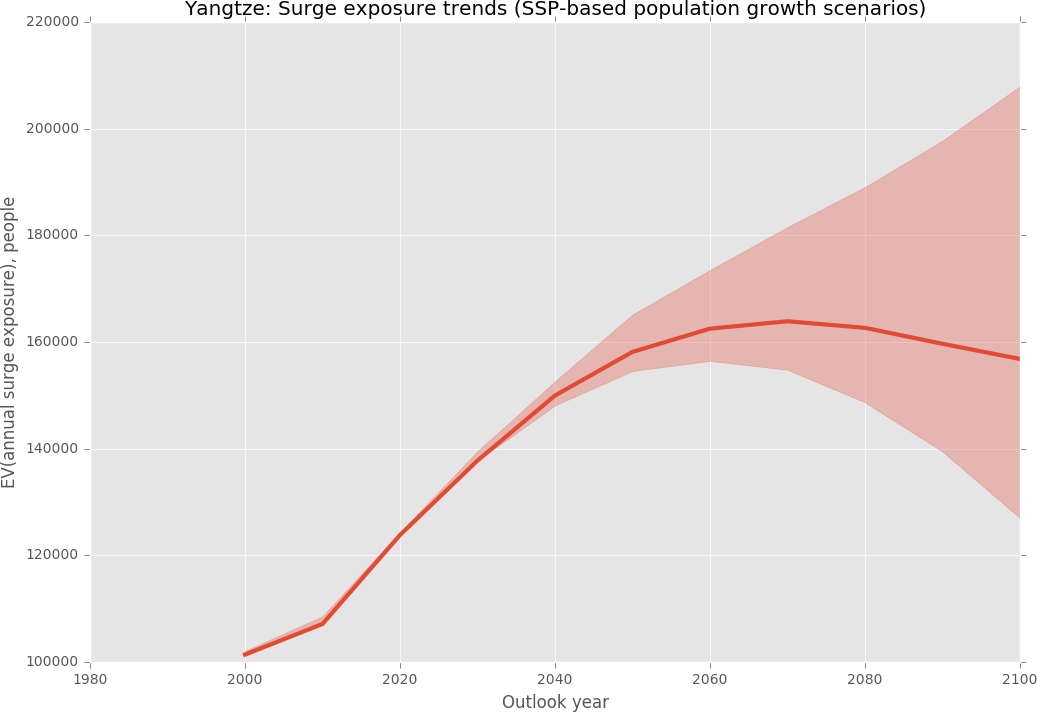 Yangtze: Surge exposure trends (SSP-based population growth scenarios)
220000
200000
180000
160000
140000
120000
100000
EV(annual surge exposure), people
1980 2000 2020 2040 2060 2080 2100
Outlook year